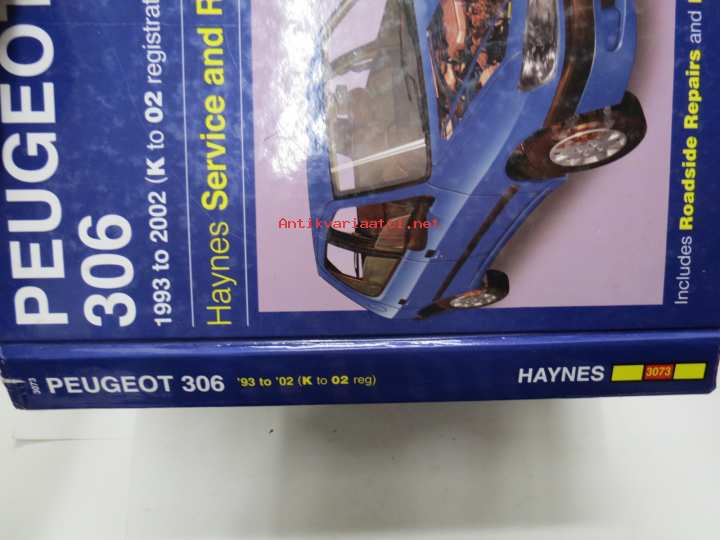 PEUGEOT
306
1993 to 2002 (K to 02 registrat
Haynes Service and R
Includes Roadside Repairs and
Antikvariaatti.net
3073 PEUGEOT 306 '93 to '02 (K to 02 reg) HAYNES 3073